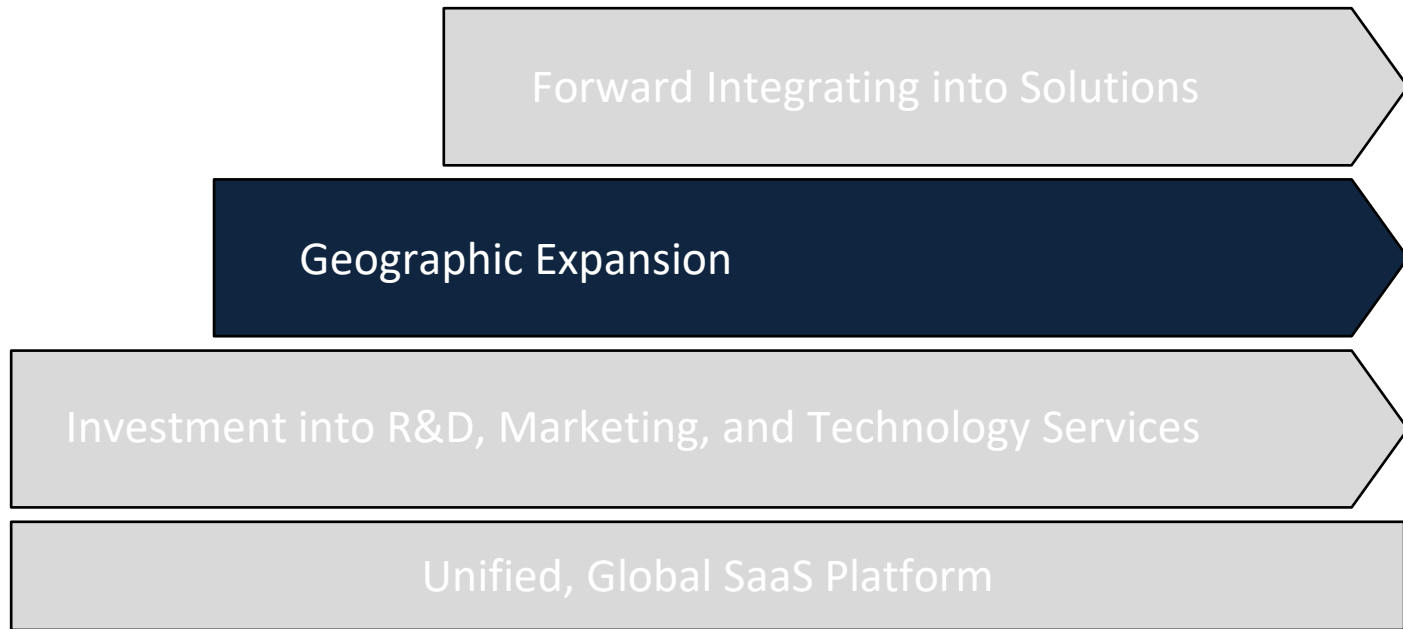 Forward Integrating into Solutions
Geographic Expansion
Investment into R&D, Marketing, and Technology Services
Unified, Global SaaS Platform